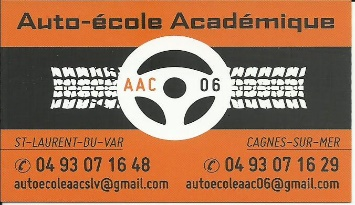 Auto-école Académique
AAC 06
ST-LAURENT-DU-VAR
CAGNES-SUR-MER
✆ 04 93 07 16 48
✆ 04 93 07 16 29
autoecoleaacslv@gmail.com
autoecoleaac06@gmail.com